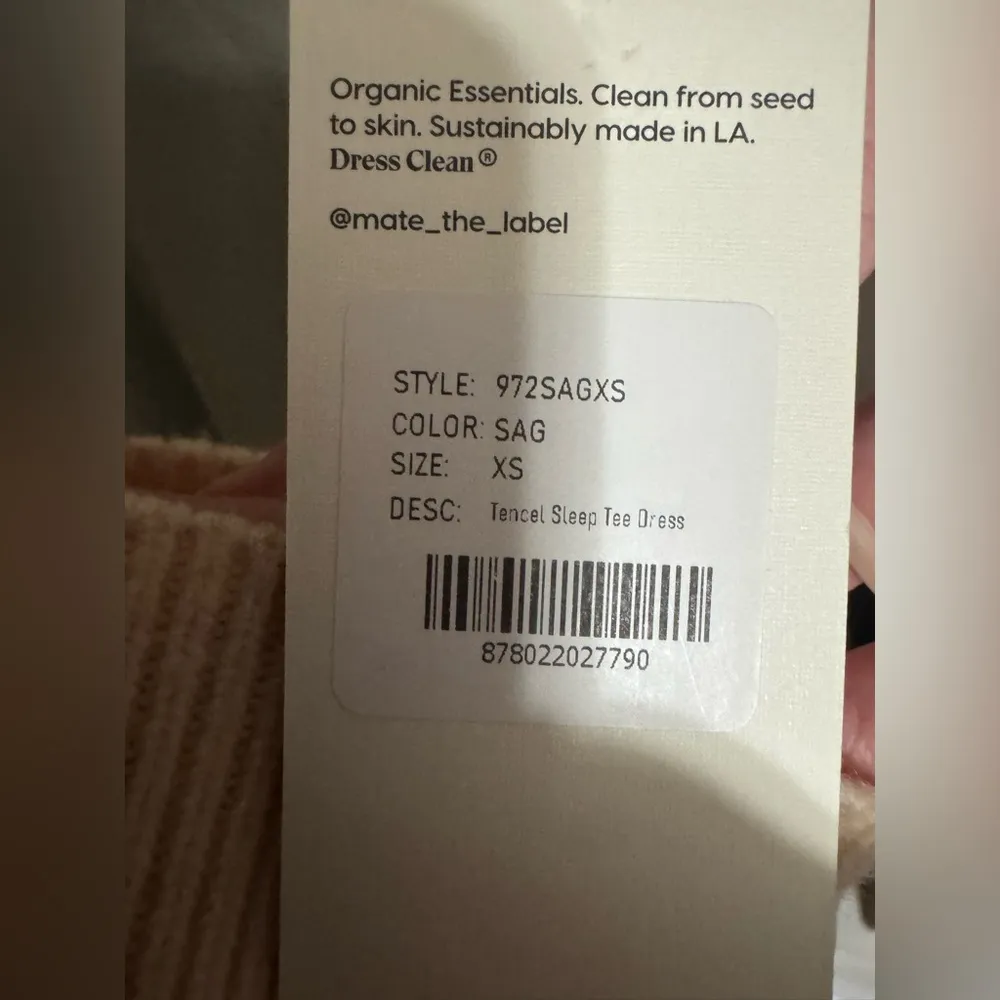 Organic Essentials. Clean from seed
to skin. Sustainably made in LA.
Dress Clean®
@mate_the_label
STYLE: 972SAGXS
COLOR: SAG
SIZE: XS
DESC: Tencel Sleep Tee Dress
878022027790